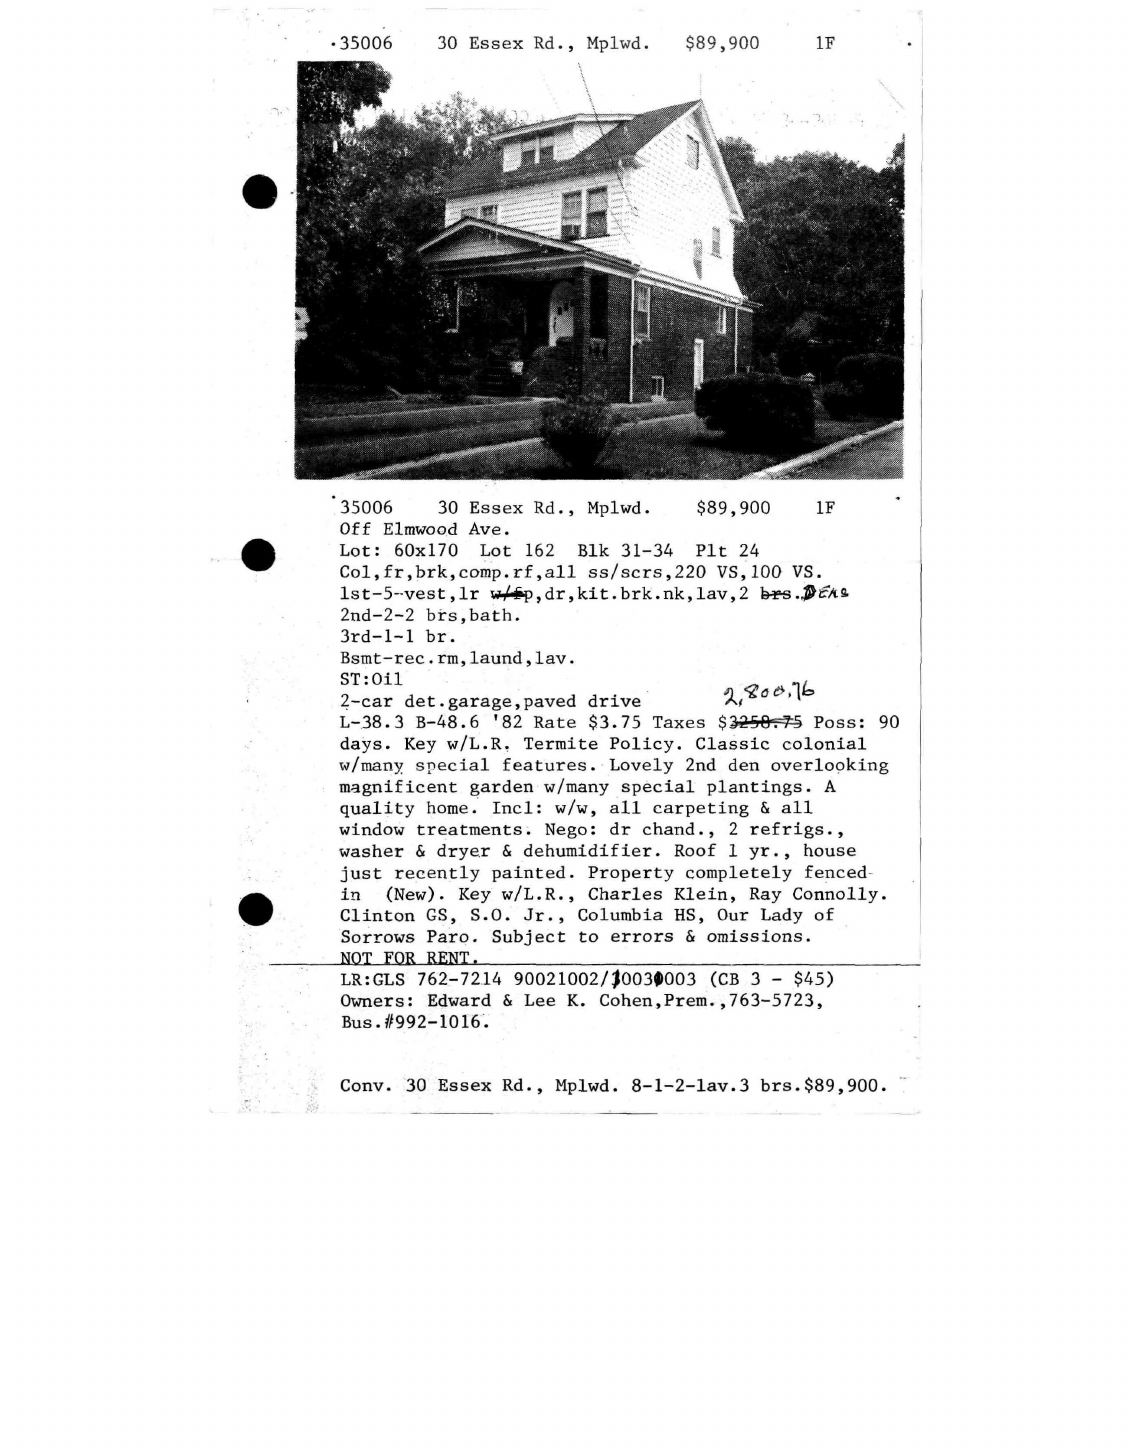 35006 30 Essex Rd., Mplwd. $89,900 1F
35006 30 Essex Rd., Mplwd. $89,900 1F
Off Elmwood Ave.
Lot: 60x170 Lot 162 Blk 31-34 Plt 24
Col,fr,brk,comp.rf,all ss/scrs,220 VS,100 VS.
1st-5-vest,lr w/fp,dr,kit.brk.nk,lav,2 brs. DENS
2nd-2-2 brs,bath.
3rd-1-1 br.
Bsmt-rec.rm,laund,lav.
ST:Oil
2-car det.garage,paved drive 2,800.76
L-38.3 B-48.6 '82 Rate $3.75 Taxes $3258.75 Poss: 90
days. Key w/L.R. Termite Policy. Classic colonial
w/many special features. Lovely 2nd den overlooking
magnificent garden w/many special plantings. A
quality home. Incl: w/w, all carpeting & all
window treatments. Nego: dr chand., 2 refrigs.,
washer & dryer & dehumidifier. Roof 1 yr., house
just recently painted. Property completely fenced-
in (New). Key w/L.R., Charles Klein, Ray Connolly.
Clinton GS, S.O. Jr., Columbia HS, Our Lady of
Sorrows Paro. Subject to errors & omissions.
NOT FOR RENT.
LR:GLS 762-7214 90021002/10030003 (CB 3 - $45)
Owners: Edward & Lee K. Cohen,Prem.,763-5723,
Bus.#992-1016.
Conv. 30 Essex Rd., Mplwd. 8-1-2-lav.3 brs.$89,900.